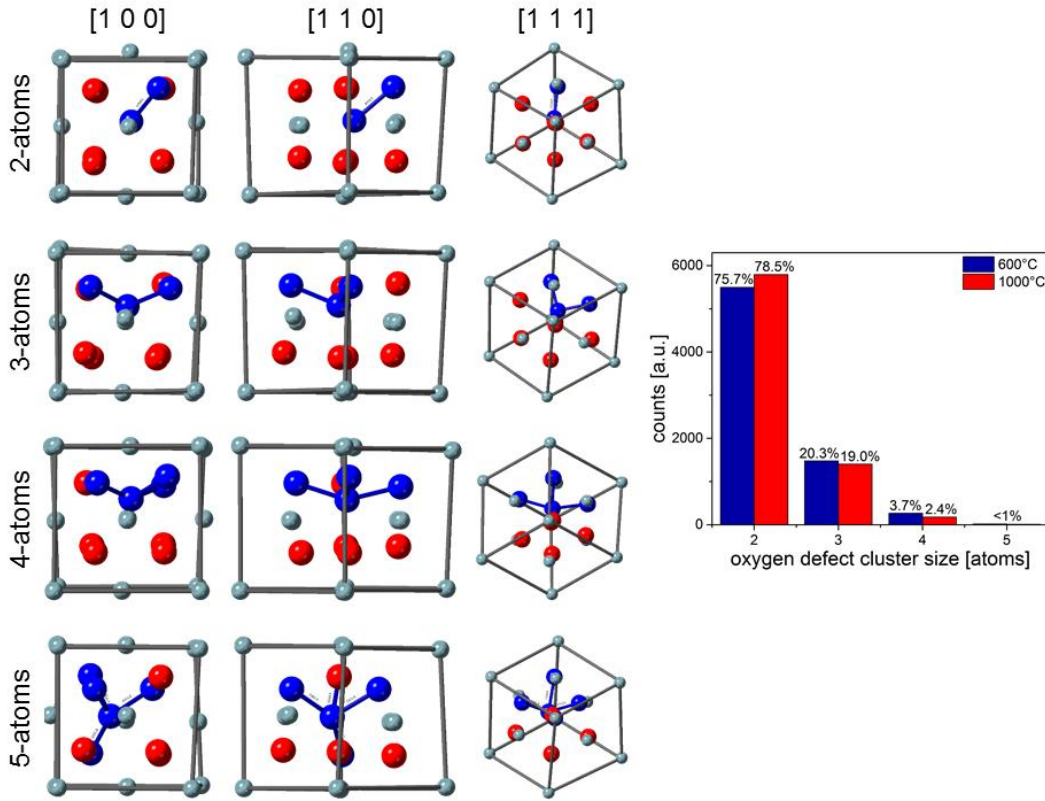 [1 0 0]
[1 1 0]
[1 1 1]
2-atoms
3-atoms
4-atoms
5-atoms
6000
4000
2000
0
counts [a.u.]
75.7%
78.5%
20.3%
19.0%
3.7%
2.4%
<1%
600°C
1000°C
2
3
4
5
oxygen defect cluster size [atoms]